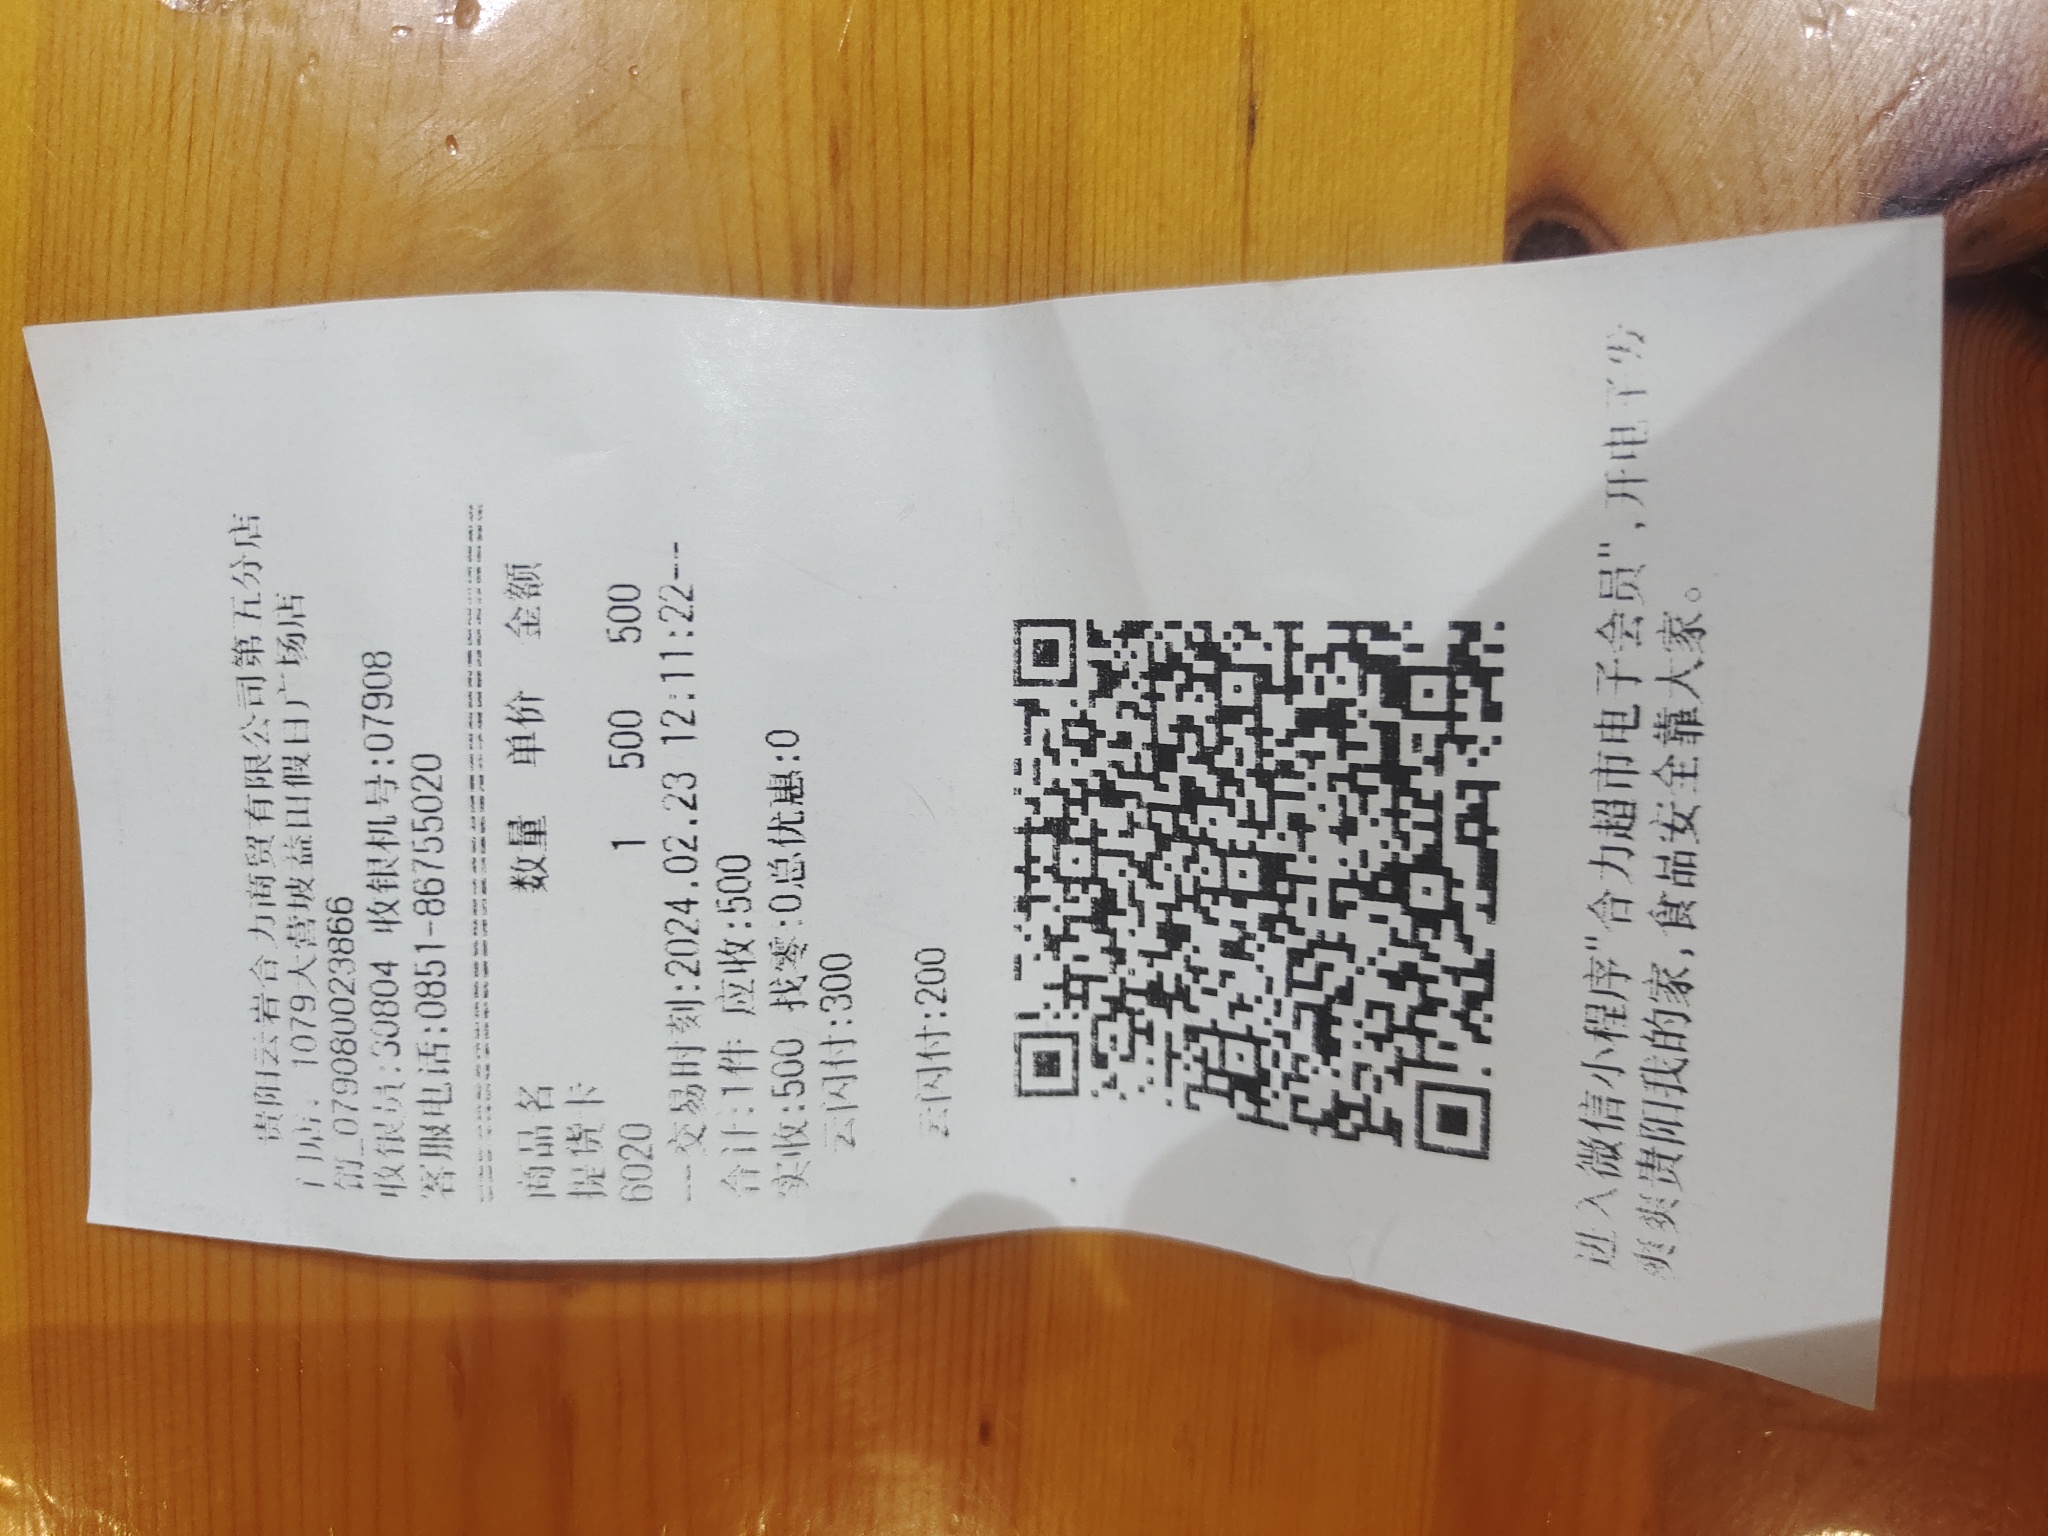 贵阳云岩合力商贸有限公司第五分店
门店: 1079大营坡益田假日广场店
销_0790800023866
收银员:30804 收银机号:07908
客服电话:0851-86755020
商品名 数量 单价 金额
提货卡
6020 1 500 500
--交易时刻:2024.02.23 12:11:22--
合计:1件 应收:500
实收:500 找零:0总优惠:0
云闪付:300
云闪付:200
进入微信小程序"合力超市电子会员",开电子发
爽爽贵阳我的家,食品安全靠大家。